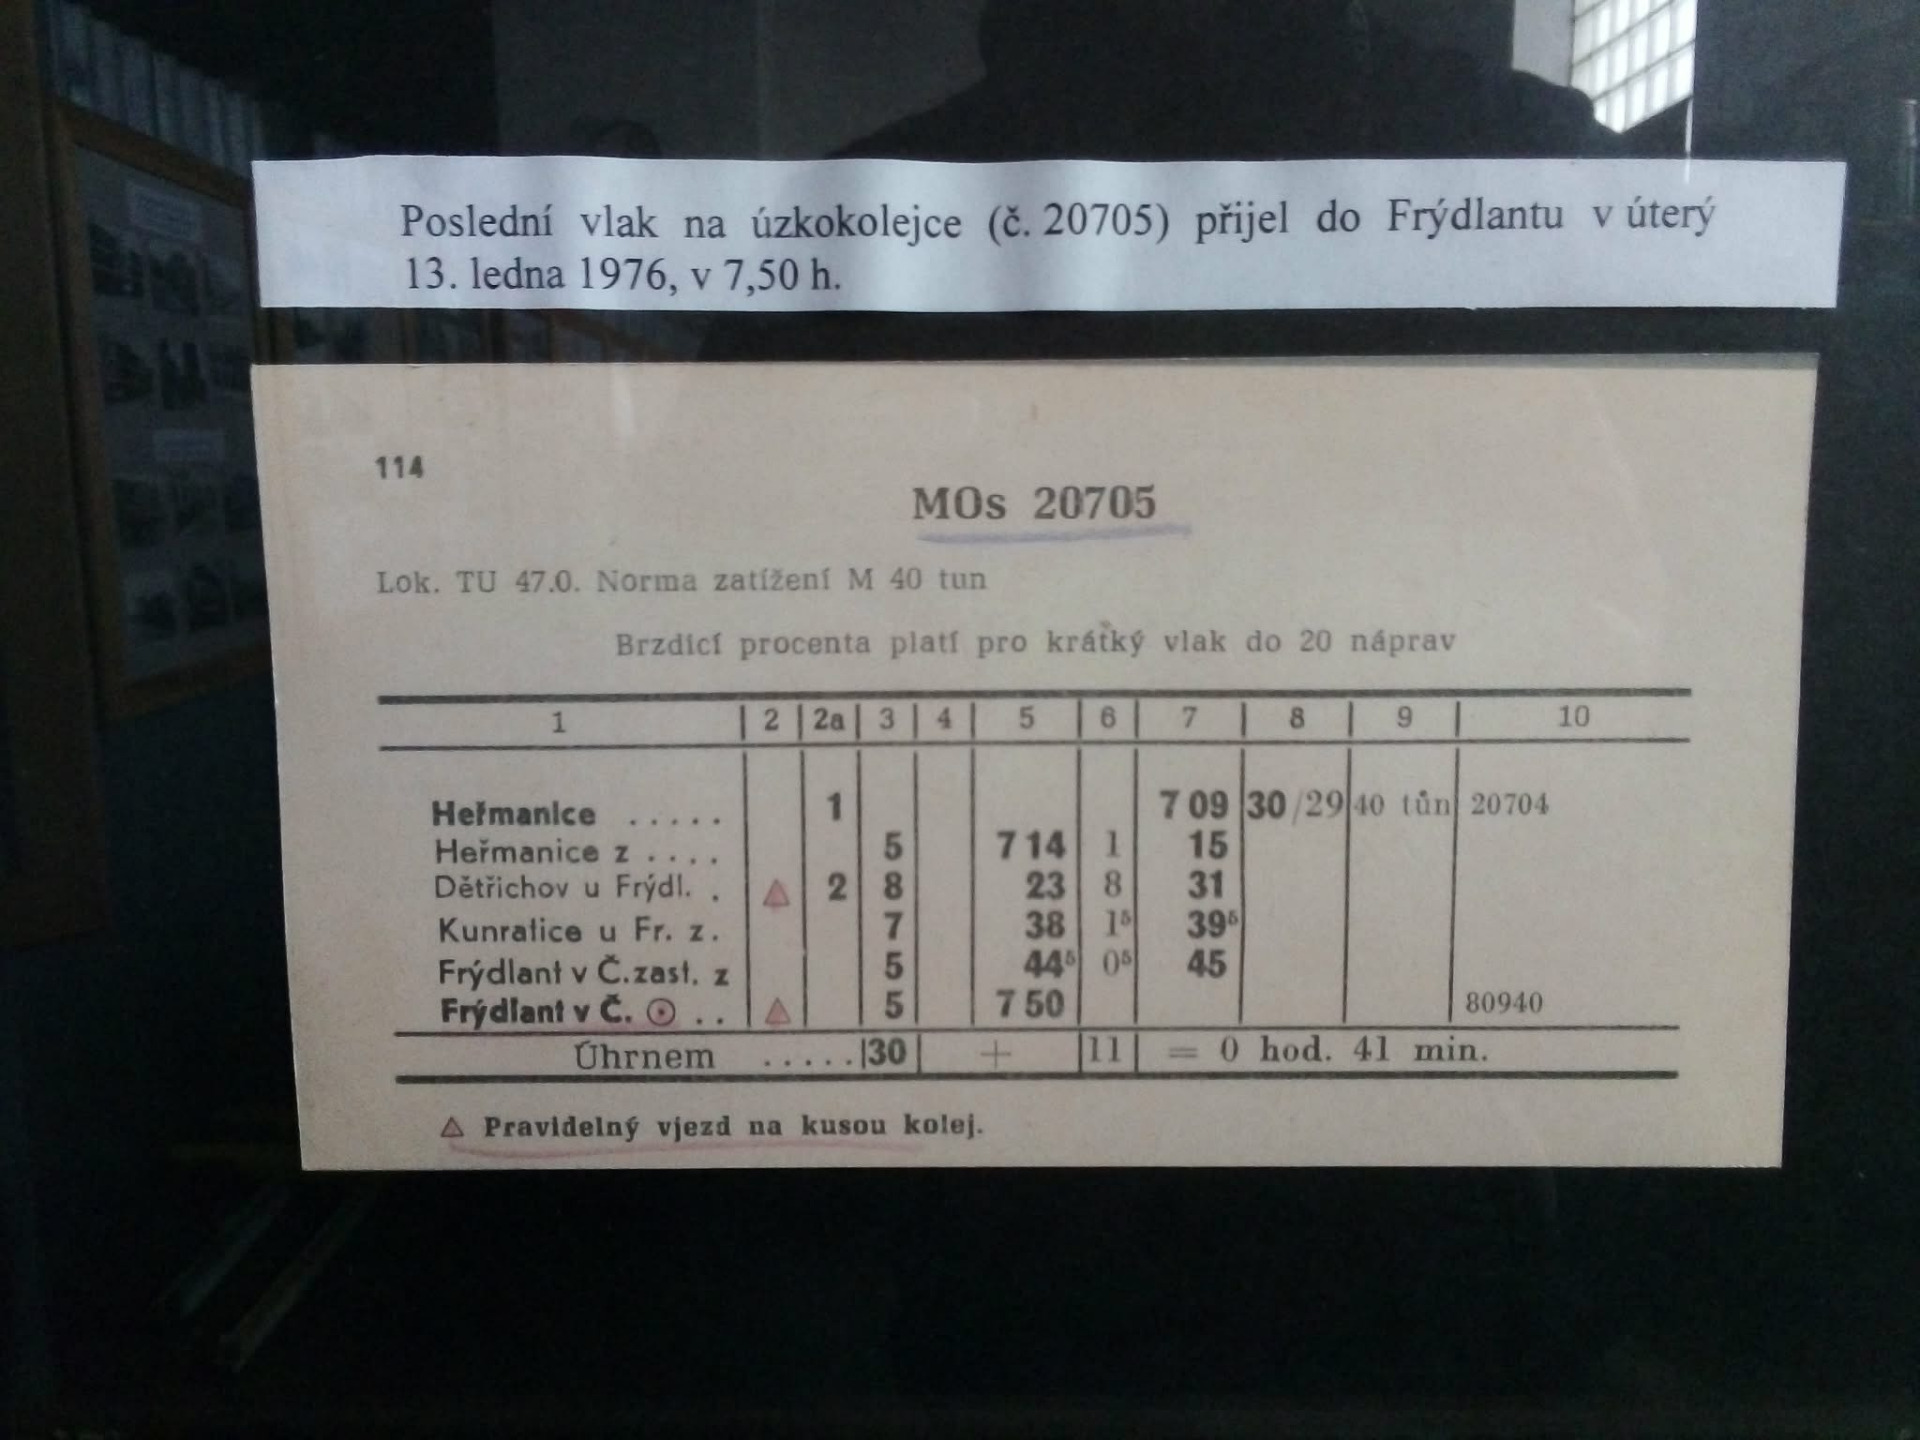 Poslední vlak na úzkokolejce (č. 20705) přijel do Frýdlantu v úterý
13. ledna 1976, v 7,50 h.
114
MOs 20705
Lok. TU 47.0. Norma zatížení M 40 tun
Brzdicí procenta platí pro krátký vlak do 20 náprav
1 | 2 | 2a | 3 | 4 | 5 | 6 | 7 | 8 | 9 | 10
Heřmanice ..... 1 7 09 30/29 40 tůn 20704
Heřmanice z .... 5 7 14 1 15
Dětřichov u Frýdl. . △ 2 8 23 8 31
Kunratice u Fr. z. 7 38 1⁵ 39⁵
Frýdlant v Č.zast. z 5 44⁵ 0⁵ 45
Frýdlant v Č. ☉ .. △ 5 7 50 80940
Úhrnem ..... 30 + 11 = 0 hod. 41 min.
△ Pravidelný vjezd na kusou kolej.